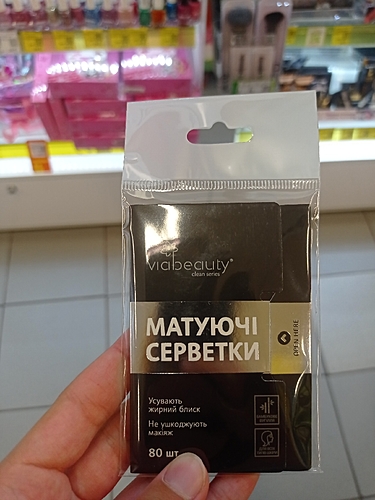 viabeauty®
clean series
МАТУЮЧІ
СЕРВЕТКИ
OPEN HERE
Усувають
жирний блиск
Не ушкоджують
макіяж
80 шт